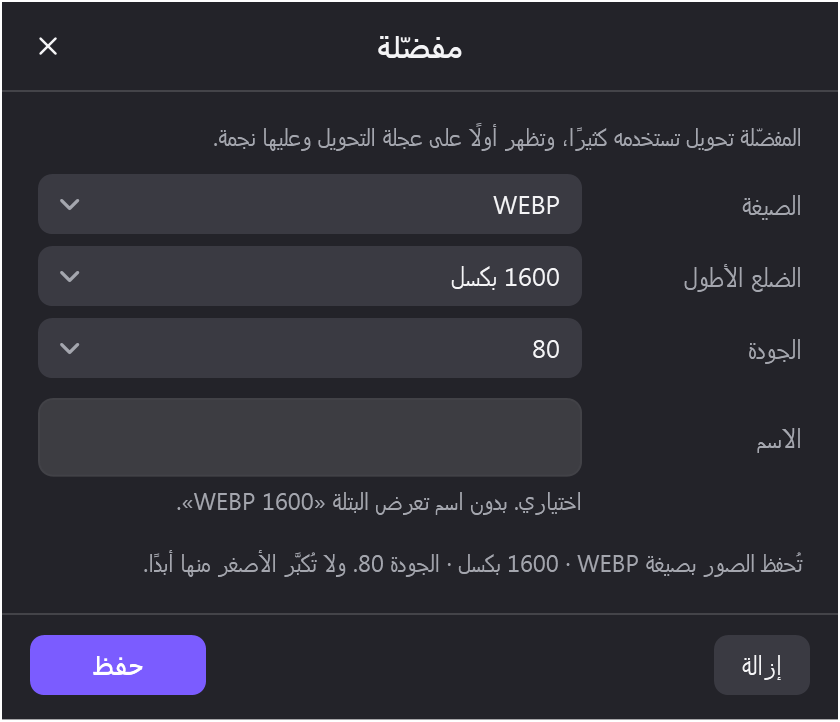 مفضّلة
المفضّلة تحويل تستخدمه كثيرًا، وتظهر أولًا على عجلة التحويل وعليها نجمة.
الصيغة
WEBP
الضلع الأطول
1600 بكسل
الجودة
80
الاسم
اختياري. بدون اسم تعرض البتلة «WEBP 1600».
تُحفظ الصور بصيغة WEBP · 1600 بكسل · الجودة 80. ولا تُكبَّر الأصغر منها أبدًا.
إزالة
حفظ